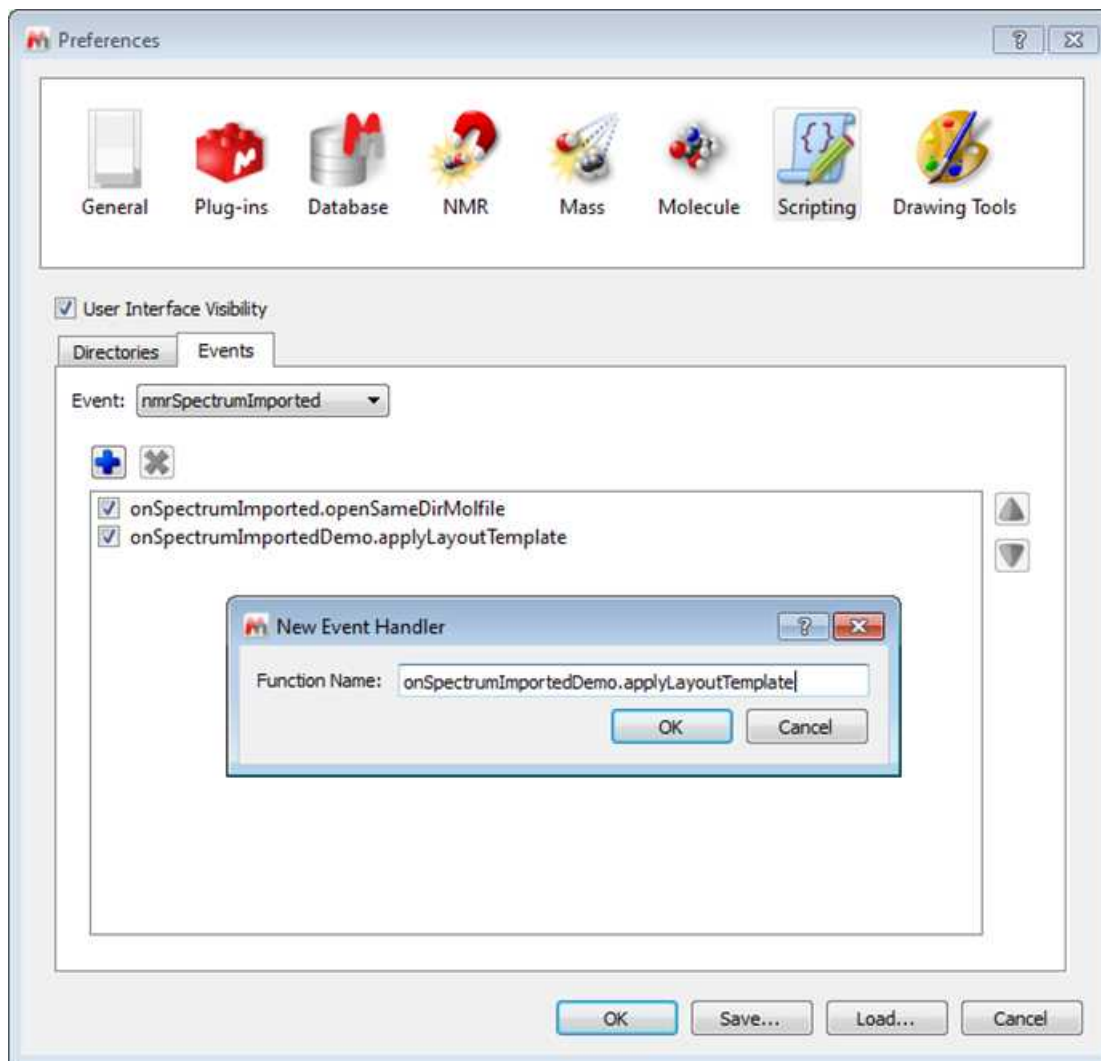 Preferences
General Plug-ins Database NMR Mass Molecule Scripting Drawing Tools
User Interface Visibility
Directories Events
Event: nmrSpectrumImported
onSpectrumImported.openSameDirMolfile
onSpectrumImportedDemo.applyLayoutTemplate
New Event Handler
Function Name: onSpectrumImportedDemo.applyLayoutTemplate
OK Cancel
OK Save... Load... Cancel